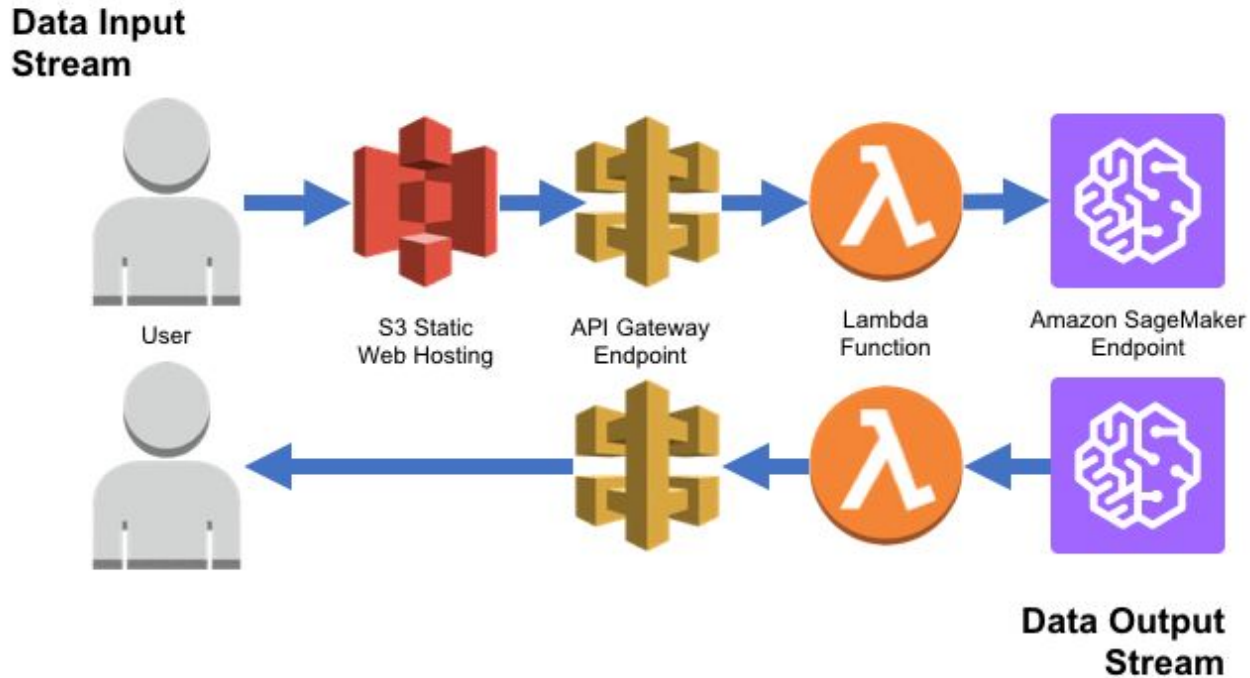 Data Input
Stream
User
S3 Static
Web Hosting
API Gateway
Endpoint
Lambda
Function
Amazon SageMaker
Endpoint
Data Output
Stream